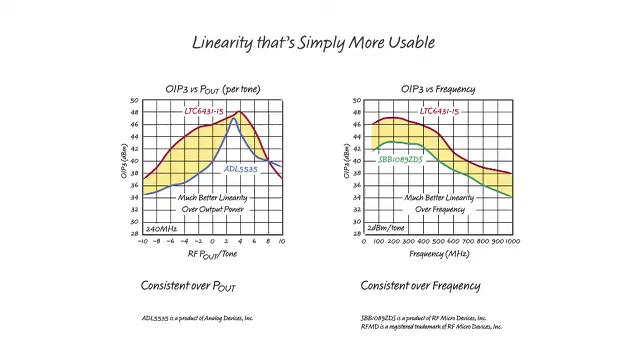 Linearity that's Simply More Usable
OIP3 vs POUT (per tone)
50
48
46
44
42
40
38
36
34
32
30
28
OIP3 (dBm)
LTC6431-15
ADL5535
Much Better Linearity
Over Output Power
240MHz
-10 -8 -6 -4 -2 0 2 4 6 8 10
RF POUT/Tone
Consistent over POUT
ADL5535 is a product of Analog Devices, Inc.
OIP3 vs Frequency
50
48
46
44
42
40
38
36
34
32
30
28
OIP3 (dBm)
LTC6431-15
SBB1089ZDS
Much Better Linearity
Over Frequency
2dBm/tone
0 100 200 300 400 500 600 700 800 900 1000
Frequency (MHz)
Consistent over Frequency
SBB1089ZDS is a product of RF Micro Devices, Inc.
RFMD is a registered trademark of RF Micro Devices, Inc.